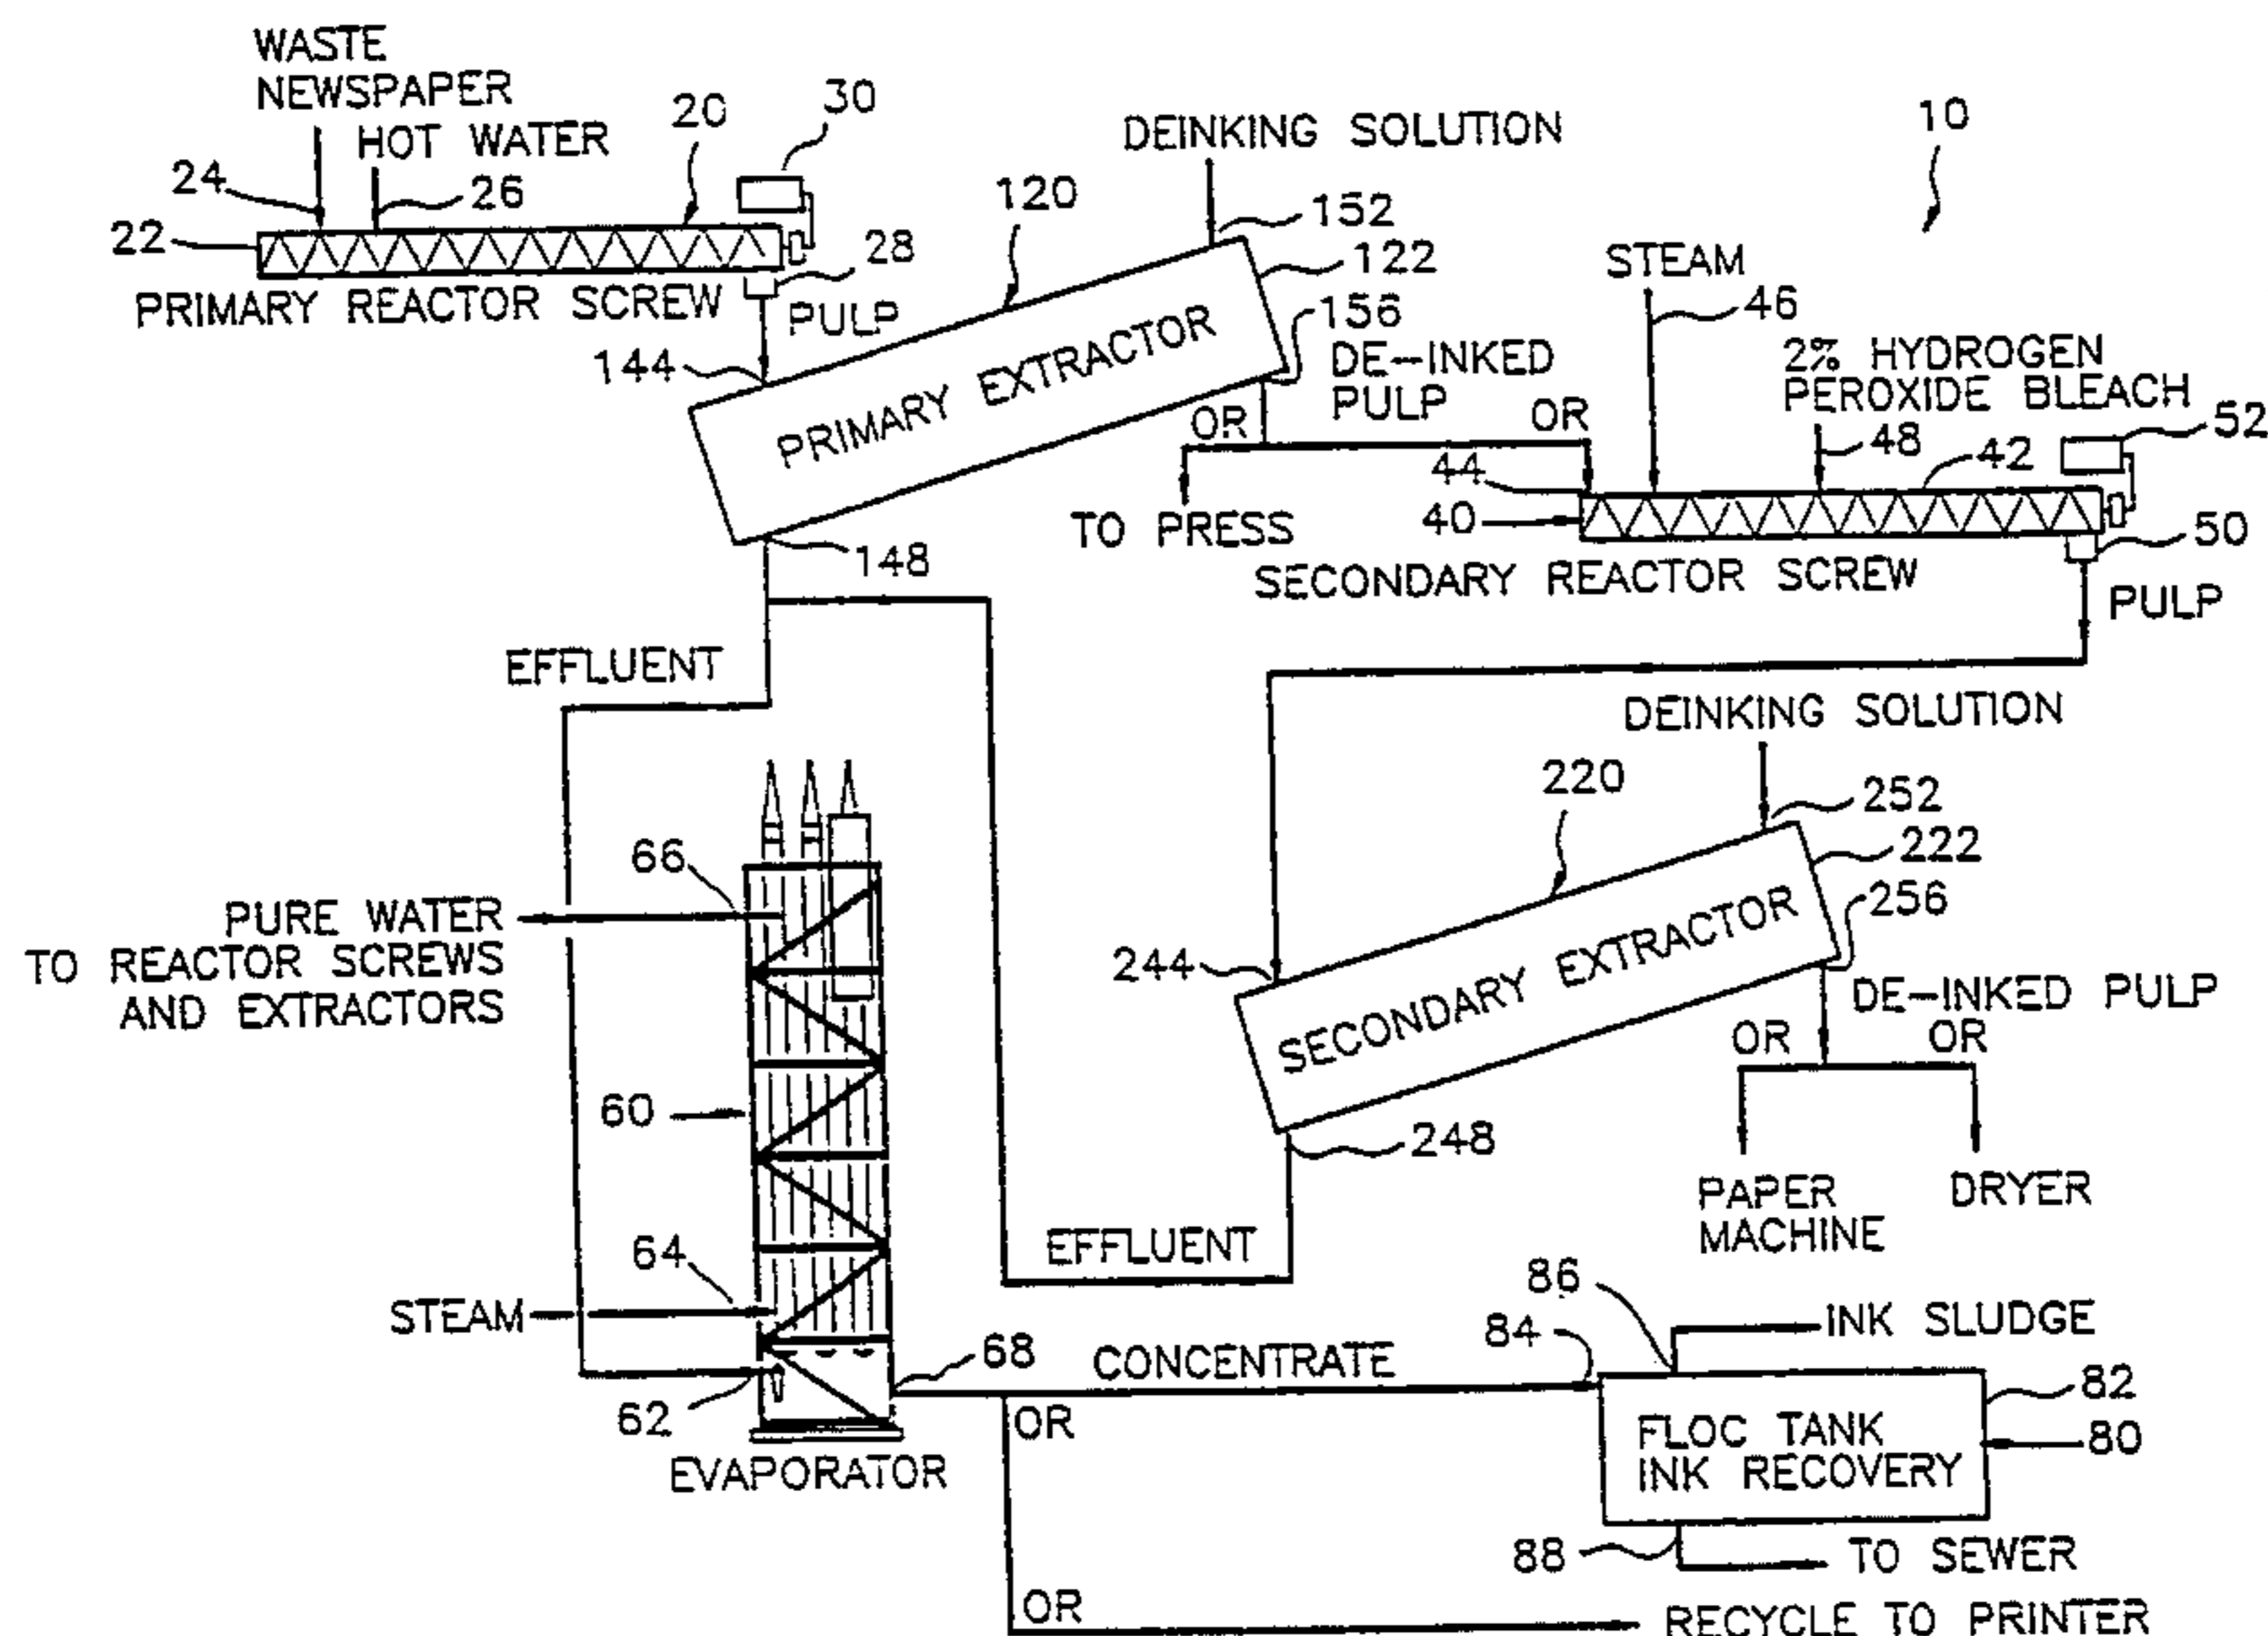 WASTE
NEWSPAPER
HOT WATER
24
26
20
30
22
28
PRIMARY REACTOR SCREW
PULP
144
120
DEINKING SOLUTION
152
122
156
PRIMARY EXTRACTOR
DE-INKED
PULP
OR
OR
TO PRESS
148
10
STEAM
46
2% HYDROGEN
PEROXIDE BLEACH
48
42
52
44
40
50
SECONDARY REACTOR SCREW
PULP
EFFLUENT
DEINKING SOLUTION
220
252
222
256
244
SECONDARY EXTRACTOR
DE-INKED PULP
OR
OR
248
PAPER
MACHINE
DRYER
66
PURE WATER
TO REACTOR SCREWS
AND EXTRACTORS
60
64
STEAM
62
EVAPORATOR
EFFLUENT
68
CONCENTRATE
OR
84
86
INK SLUDGE
82
80
FLOC TANK
INK RECOVERY
88
TO SEWER
OR
RECYCLE TO PRINTER